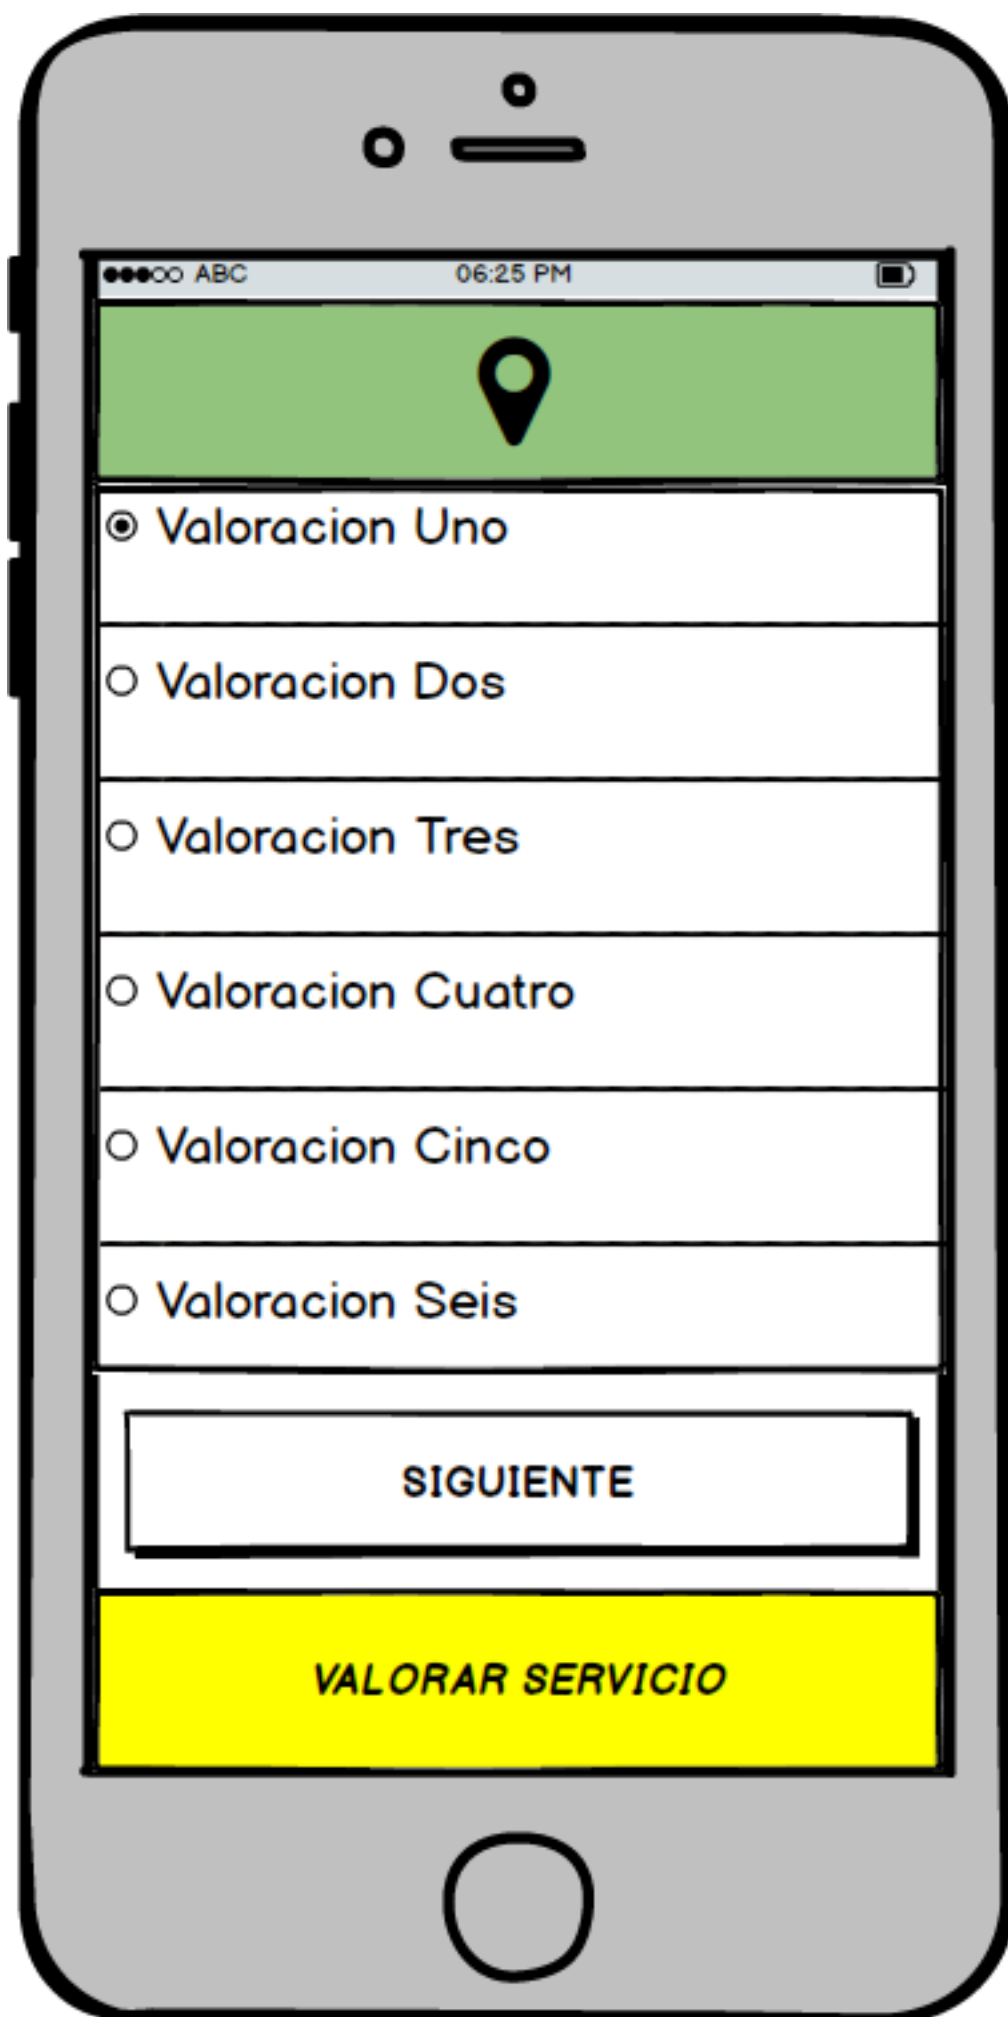 ABC 06:25 PM
Valoracion Uno
Valoracion Dos
Valoracion Tres
Valoracion Cuatro
Valoracion Cinco
Valoracion Seis
SIGUIENTE
VALORAR SERVICIO